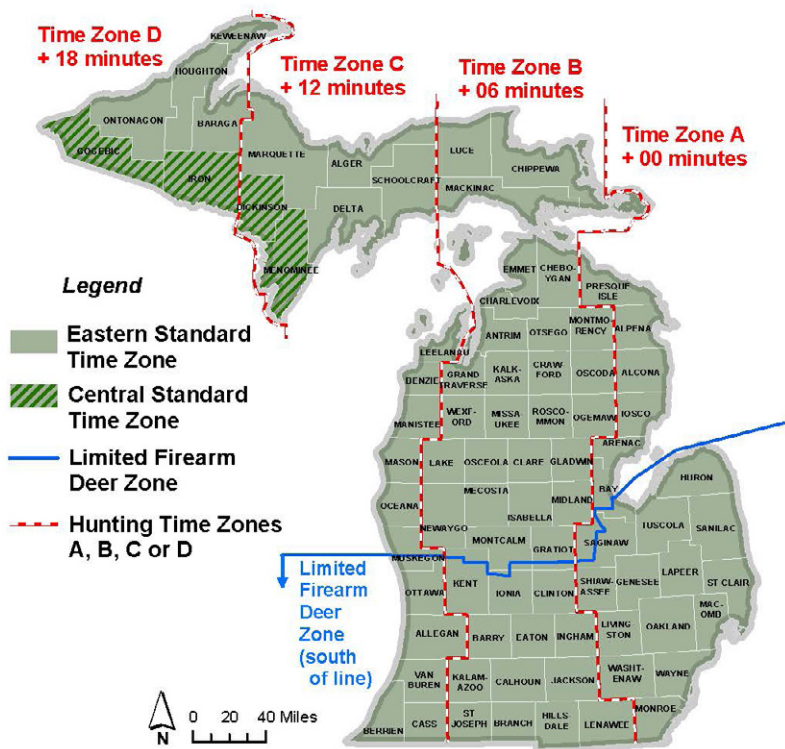 Time Zone D
+ 18 minutes
Time Zone C
+ 12 minutes
Time Zone B
+ 06 minutes
Time Zone A
+ 00 minutes
KEWEENAW
HOUGHTON
ONTONAGON
BARAGA
GOGEBIC
IRON
MARQUETTE
DICKINSON
MENOMINEE
ALGER
DELTA
SCHOOLCRAFT
LUCE
CHIPPEWA
MACKINAC
Legend
Eastern Standard
Time Zone
Central Standard
Time Zone
Limited Firearm
Deer Zone
Hunting Time Zones
A, B, C or D
EMMET
CHEBO-
YGAN
PRESQUE
ISLE
CHARLEVOIX
ANTRIM
OTSEGO
MONTMO-
RENCY
ALPENA
LEELANAU
DENZIE
GRAND
TRAVERSE
KALK-
ASKA
CRAW-
FORD
OSCODA
ALCONA
MANISTEE
WEXF-
ORD
MISSA-
UKEE
ROSCO-
MMON
OGEMAW
IOSCO
ARENAC
MASON
LAKE
OSCEOLA
CLARE
GLADWIN
HURON
BAY
OCEANA
NEWAYGO
MECOSTA
ISABELLA
MIDLAND
TUSCOLA
SANILAC
MUSKEGON
MONTCALM
GRATIOT
SAGINAW
OTTAWA
KENT
IONIA
CLINTON
SHIAW-
ASSEE
GENESEE
LAPEER
ST CLAIR
ALLEGAN
BARRY
EATON
INGHAM
LIVING
STON
OAKLAND
MAC-
OMD
VAN
BUREN
KALAM-
AZOO
CALHOUN
JACKSON
WASHT-
ENAW
WAYNE
BERRIEN
CASS
ST
JOSEPH
BRANCH
HILLS-
DALE
LENAWEE
MONROE
Limited
Firearm
Deer
Zone
(south
of line)
N
0 20 40 Miles